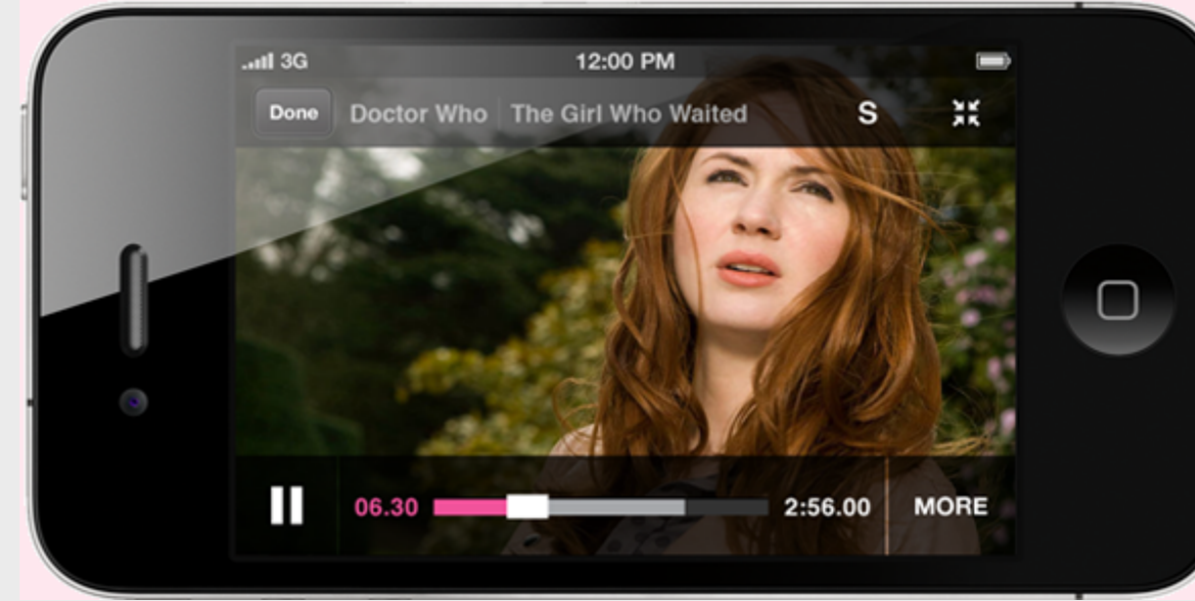 3G 12:00 PM
Done Doctor Who The Girl Who Waited S
06.30 2:56.00 MORE